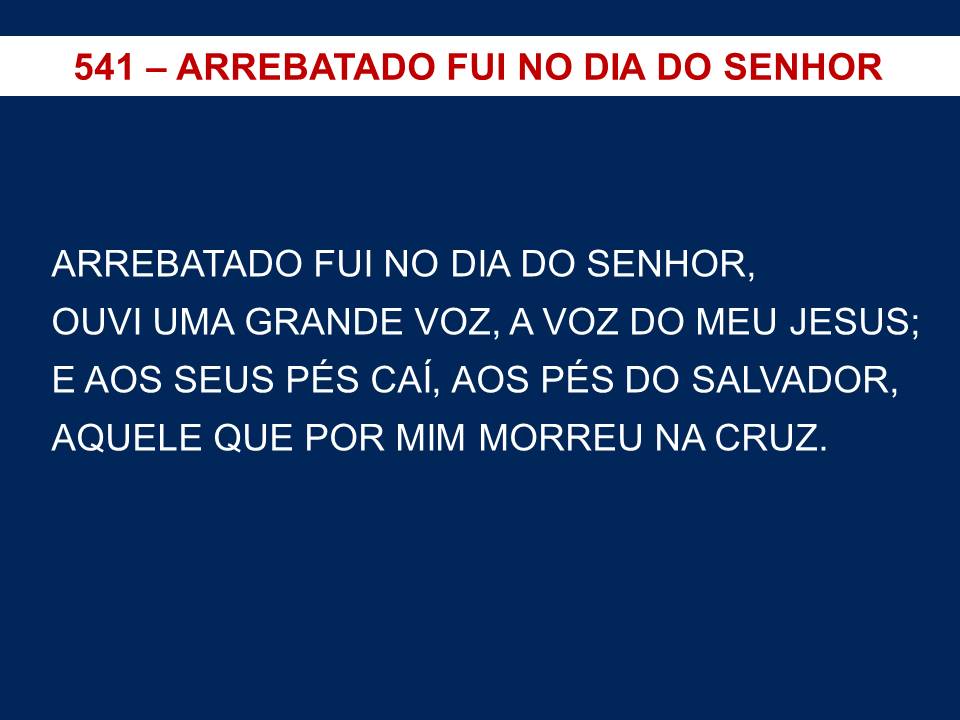 541 – ARREBATADO FUI NO DIA DO SENHOR
ARREBATADO FUI NO DIA DO SENHOR,
OUVI UMA GRANDE VOZ, A VOZ DO MEU JESUS;
E AOS SEUS PÉS CAÍ, AOS PÉS DO SALVADOR,
AQUELE QUE POR MIM MORREU NA CRUZ.